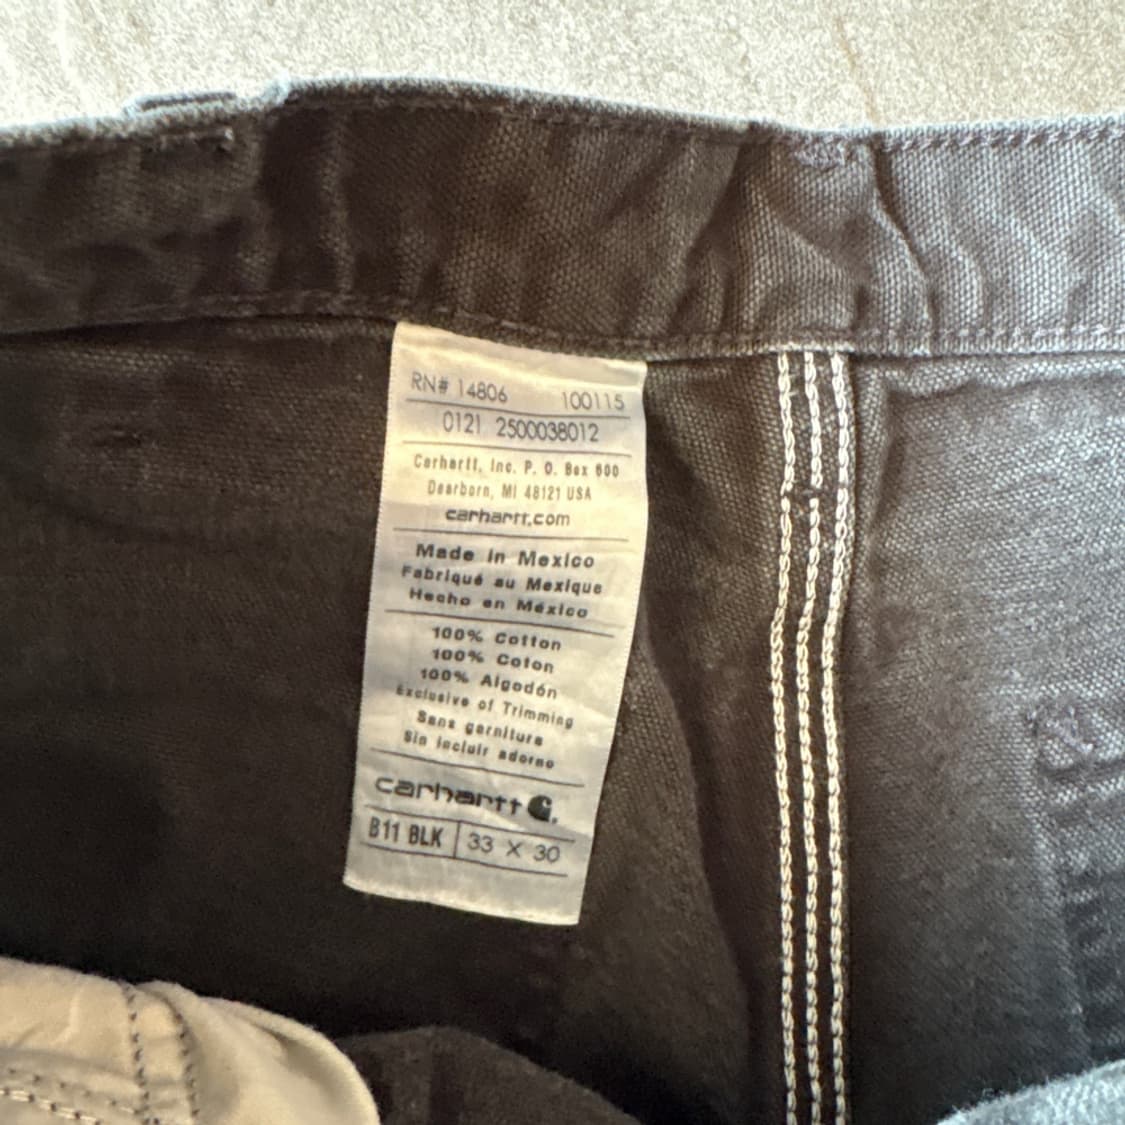 RN# 14806 100115
0121 2500038012
Carhartt, Inc. P. O. Box 600
Dearborn, MI 48121 USA
carhartt.com
Made in Mexico
Fabriqué au Mexique
Hecho en México
100% Cotton
100% Coton
100% Algodón
Exclusive of Trimming
Sans garniture
Sin incluir adorno
carhartt
B11 BLK 33 X 30